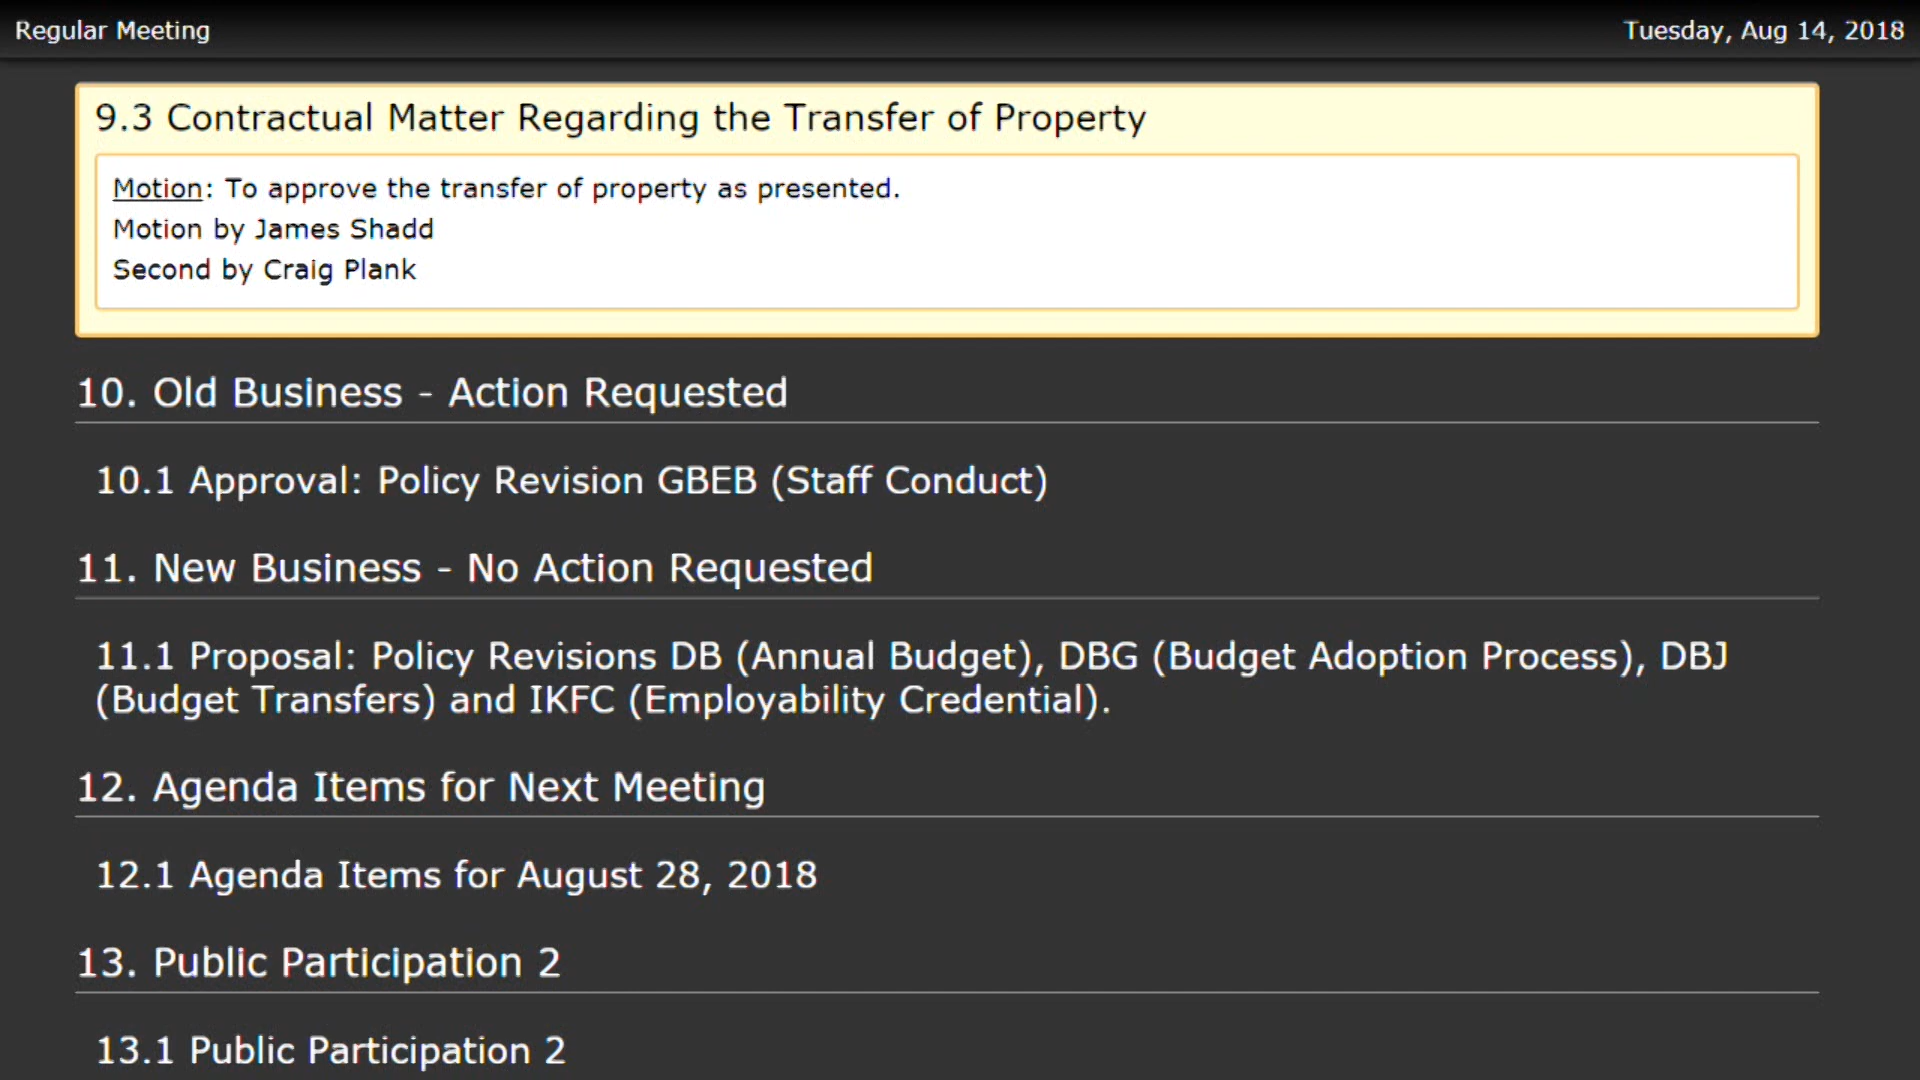 Regular Meeting
Tuesday, Aug 14, 2018
9.3 Contractual Matter Regarding the Transfer of Property
Motion: To approve the transfer of property as presented.
Motion by James Shadd
Second by Craig Plank
10. Old Business - Action Requested
10.1 Approval: Policy Revision GBEB (Staff Conduct)
11. New Business - No Action Requested
11.1 Proposal: Policy Revisions DB (Annual Budget), DBG (Budget Adoption Process), DBJ
(Budget Transfers) and IKFC (Employability Credential).
12. Agenda Items for Next Meeting
12.1 Agenda Items for August 28, 2018
13. Public Participation 2
13.1 Public Participation 2